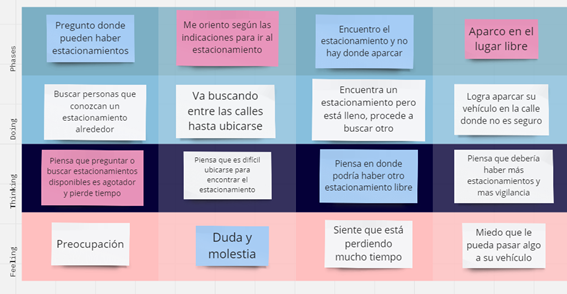 Phases
Pregunto donde
pueden haber
estacionamientos
Me oriento según las
indicaciones para ir al
estacionamiento
Encuentro el
estacionamiento y no
hay donde aparcar
Aparco en el
lugar libre
Doing
Buscar personas que
conozcan un
estacionamiento
alrededor
Va buscando
entre las calles
hasta ubicarse
Encuentra un
estacionamiento pero
está lleno, procede a
buscar otro
Logra aparcar su
vehículo en la calle
donde no es seguro
Thinking
Piensa que preguntar o
buscar estacionamientos
disponibles es agotador
y pierde tiempo
Piensa que es difícil
ubicarse para
encontrar el
estacionamiento
Piensa en donde
podría haber otro
estacionamiento libre
Piensa que debería
haber más
estacionamientos y
mas vigilancia
Feeling
Preocupación
Duda y
molestia
Siente que está
perdiendo
mucho tiempo
Miedo que le
pueda pasar algo
a su vehículo